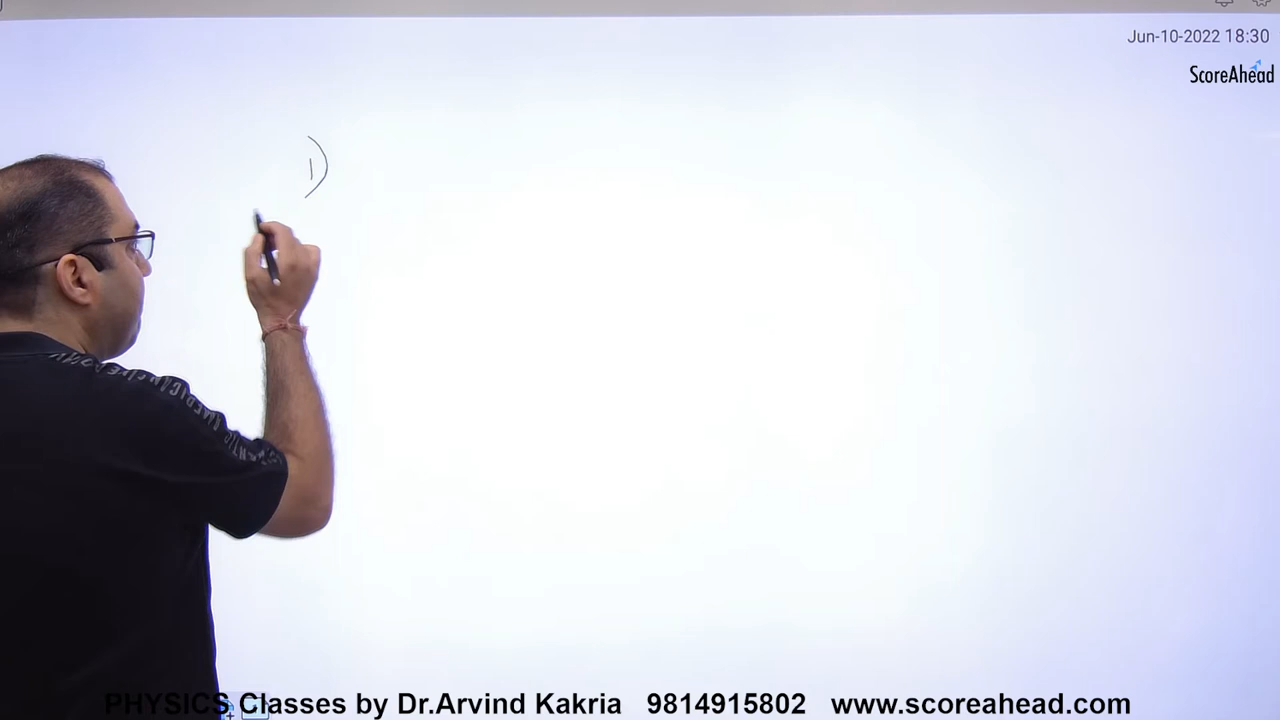 Jun-10-2022 18:30
ScoreAhead
1)
PHYSICS Classes by Dr.Arvind Kakria 9814915802 www.scoreahead.com